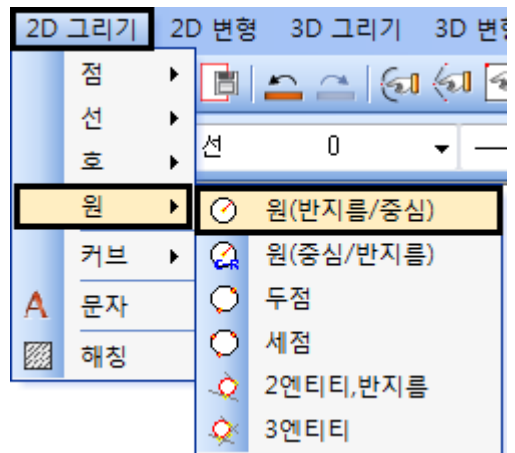 2D 그리기 2D 변형 3D 그리기 3D
점
선
호
원
커브
문자
해칭
선 0
원(반지름/중심)
원(중심/반지름)
두점
세점
2엔티티,반지름
3엔티티